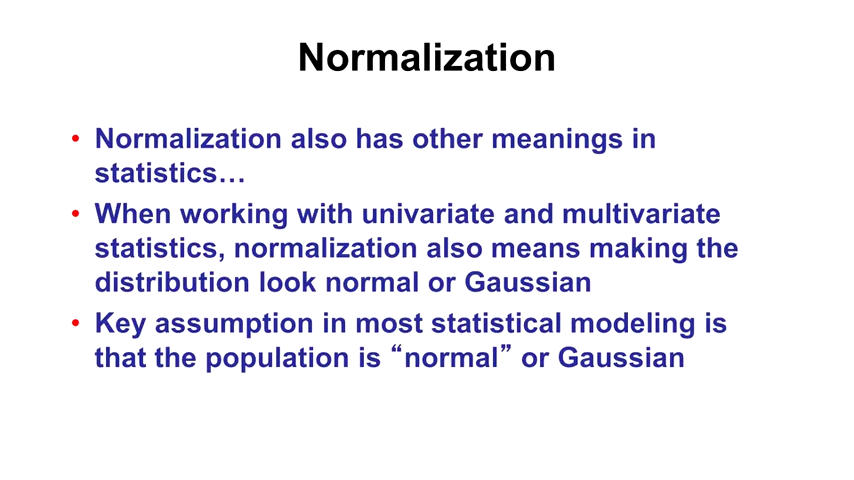 Normalization
• Normalization also has other meanings in
statistics…
• When working with univariate and multivariate
statistics, normalization also means making the
distribution look normal or Gaussian
• Key assumption in most statistical modeling is
that the population is “normal” or Gaussian